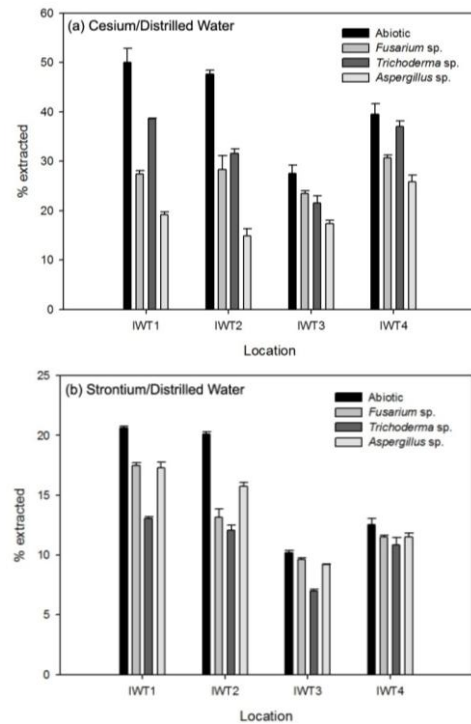 (a) Cesium/Distilled Water
Abiotic
Fusarium sp.
Trichoderma sp.
Aspergillus sp.
% extracted
60
50
40
30
20
10
0
IWT1 IWT2 IWT3 IWT4
Location
(b) Strontium/Distilled Water
Abiotic
Fusarium sp.
Trichoderma sp.
Aspergillus sp.
% extracted
25
20
15
10
5
0
IWT1 IWT2 IWT3 IWT4
Location